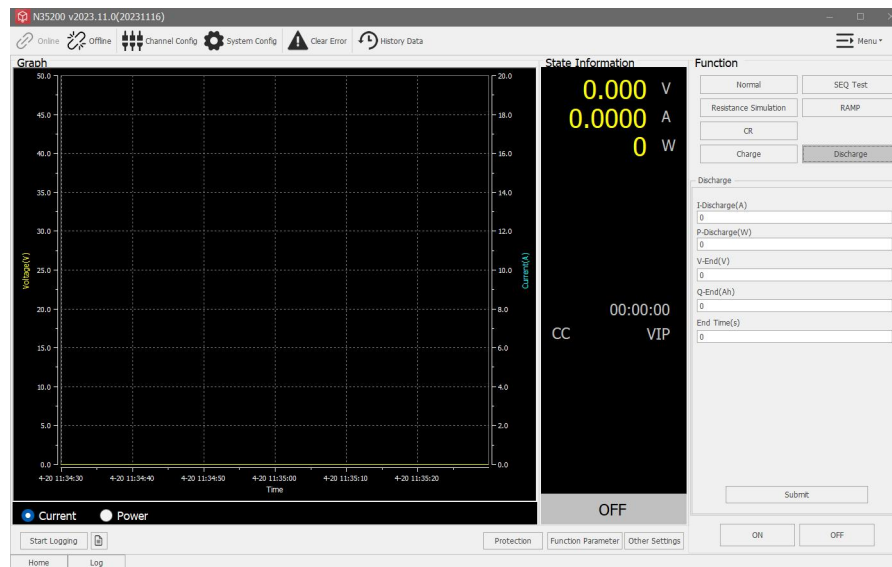 N35200 v2023.11.0(20231116)
Online Offline Channel Config System Config Clear Error History Data Menu
Graph
State Information
Function
50.0
45.0
40.0
35.0
30.0
25.0
20.0
15.0
10.0
5.0
0.0
Voltage(V)
20.0
18.0
16.0
14.0
12.0
10.0
8.0
6.0
4.0
2.0
0.0
Current(A)
4-20 11:34:30 4-20 11:34:40 4-20 11:34:50 4-20 11:35:00 4-20 11:35:10 4-20 11:35:20
Time
Current Power
0.000 V
0.0000 A
0 W
00:00:00
CC VIP
OFF
Normal SEQ Test
Resistance Simulation RAMP
CR
Charge Discharge
Discharge
I-Discharge(A)
0
P-Discharge(W)
0
V-End(V)
0
Q-End(Ah)
0
End Time(s)
0
Submit
ON OFF
Start Logging Protection Function Parameter Other Settings
Home Log